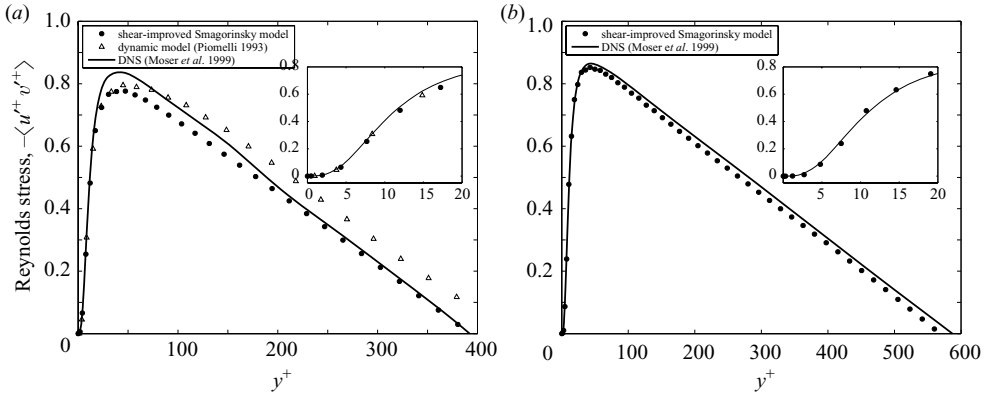 (a)
1.0
0.8
0.6
0.4
0.2
0
Reynolds stress, −⟨u′⁺ v′⁺⟩
● shear-improved Smagorinsky model
△ dynamic model (Piomelli 1993)
DNS (Moser et al. 1999)
0.8
0.6
0.4
0.2
0
0 5 10 15 20
100 200 300 400
y⁺
(b)
1.0
0.8
0.6
0.4
0.2
0
● shear-improved Smagorinsky model
DNS (Moser et al. 1999)
0.8
0.6
0.4
0.2
0
5 10 15 20
100 200 300 400 500 600
y⁺